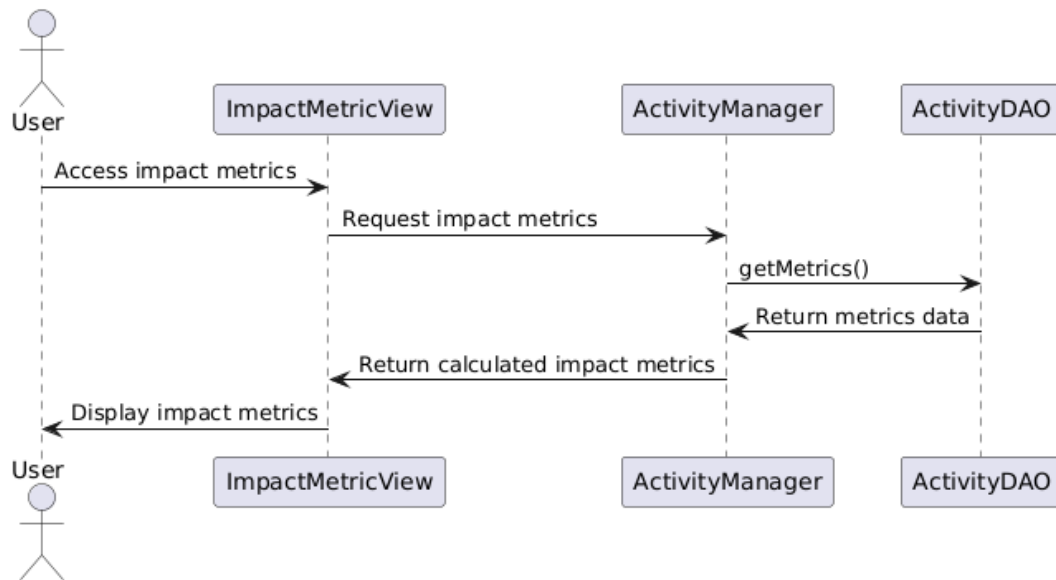 User
ImpactMetricView
ActivityManager
ActivityDAO
Access impact metrics
Request impact metrics
getMetrics()
Return metrics data
Return calculated impact metrics
Display impact metrics
User
ImpactMetricView
ActivityManager
ActivityDAO